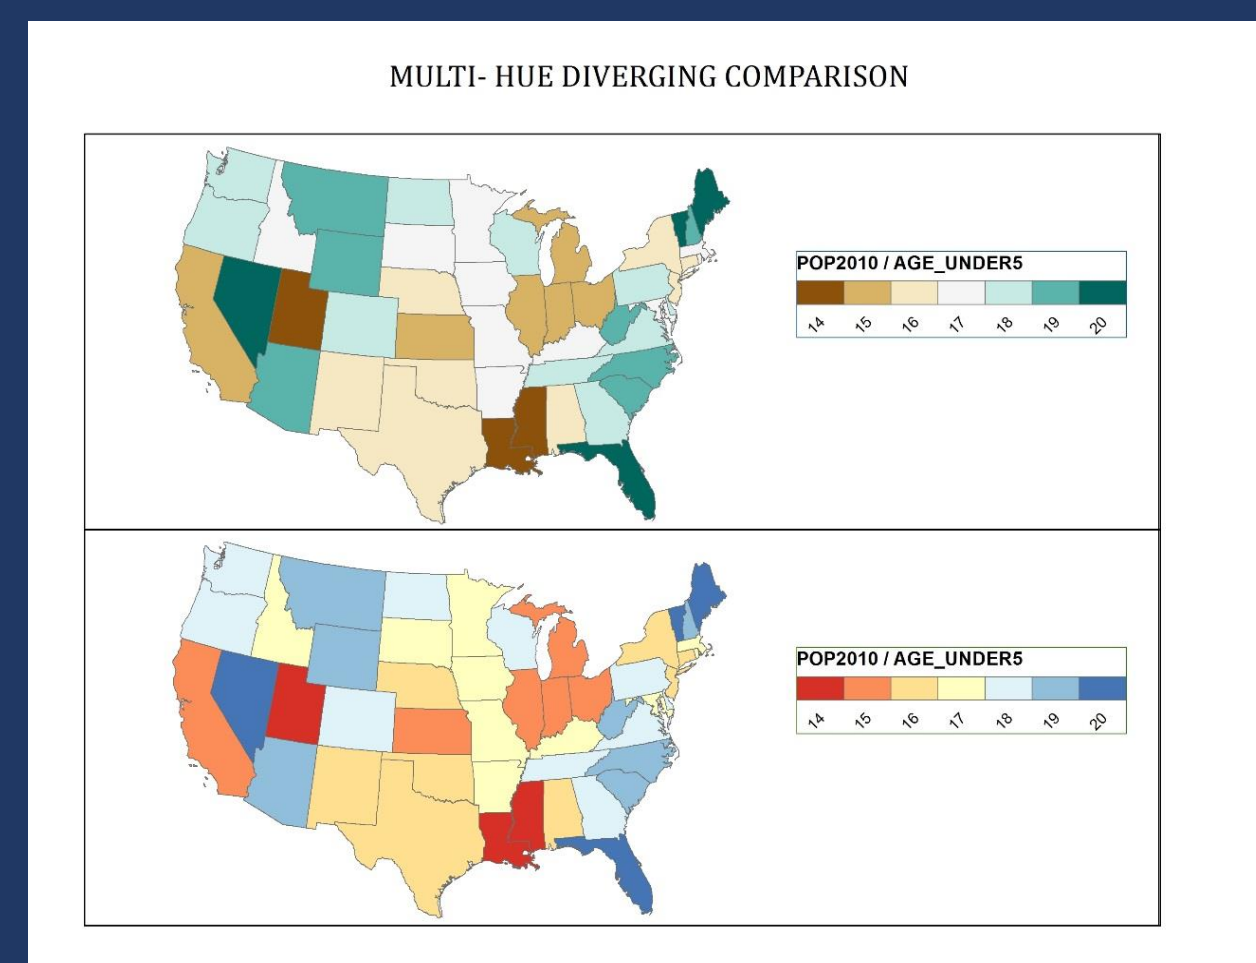 MULTI- HUE DIVERGING COMPARISON
POP2010 / AGE_UNDER5
14 15 16 17 18 19 20
POP2010 / AGE_UNDER5
14 15 16 17 18 19 20